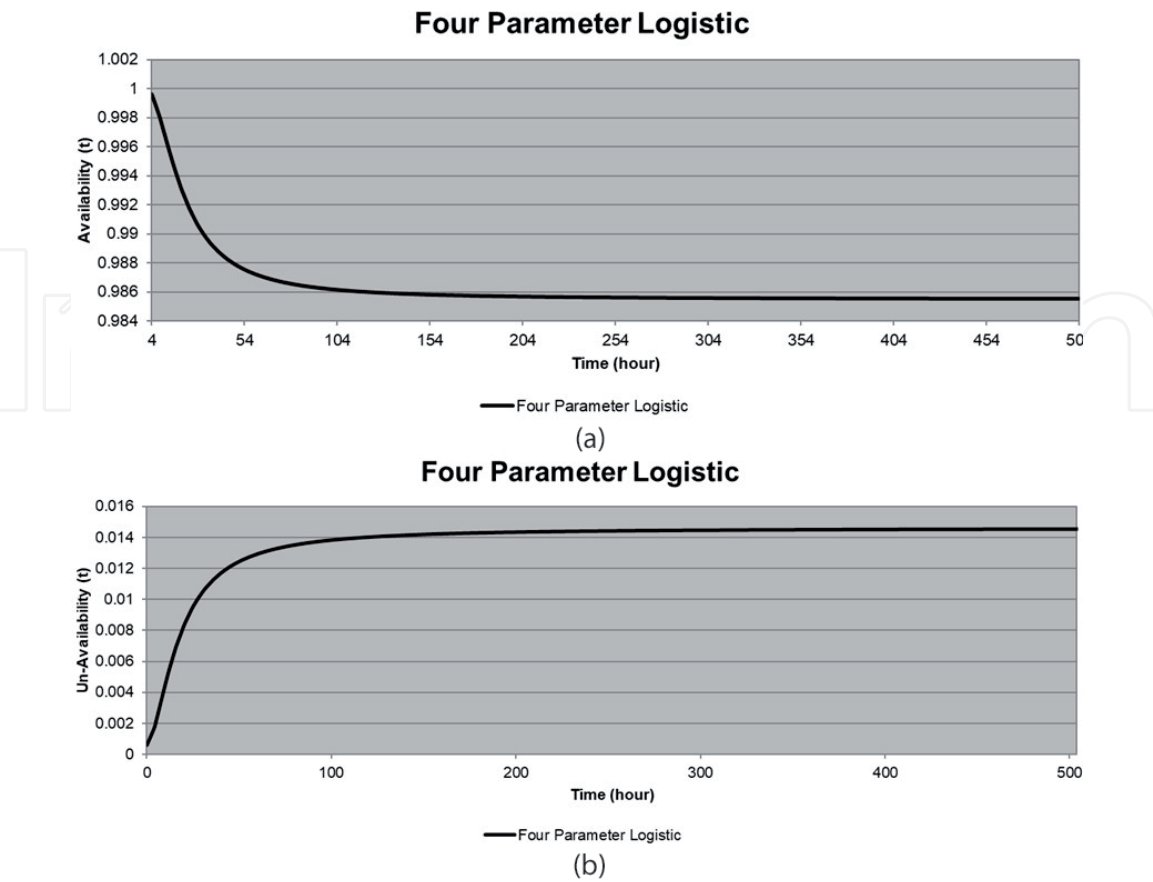 Four Parameter Logistic
1.002
1
0.998
0.996
0.994
0.992
0.99
0.988
0.986
0.984
Availability (t)
4 54 104 154 204 254 304 354 404 454 50
Time (hour)
Four Parameter Logistic
(a)
Four Parameter Logistic
0.016
0.014
0.012
0.01
0.008
0.006
0.004
0.002
0
Un-Availability (t)
0 100 200 300 400 500
Time (hour)
Four Parameter Logistic
(b)